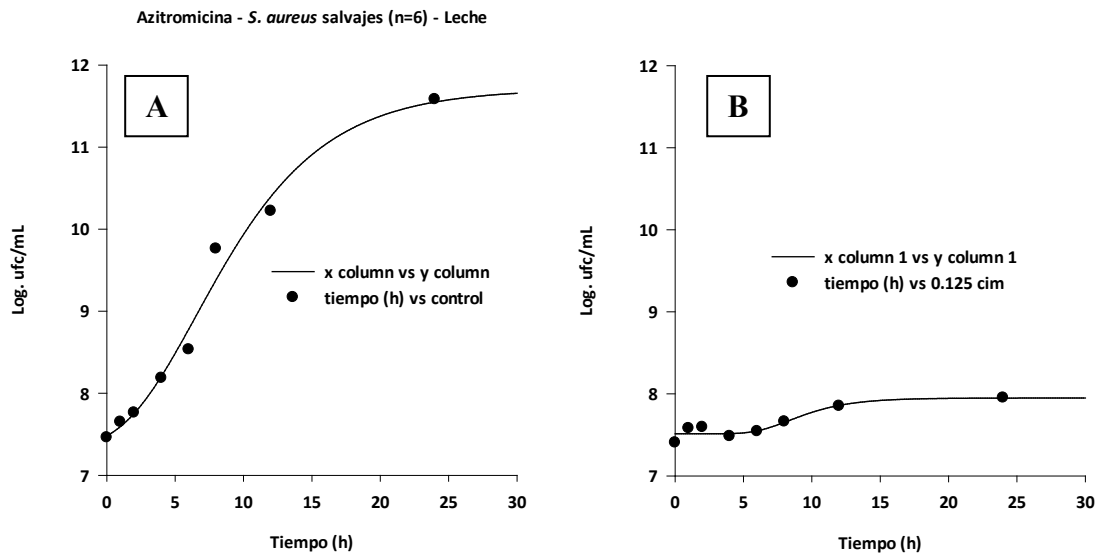 Azitromicina - S. aureus salvajes (n=6) - Leche
A
12
11
10
9
8
7
Log. ufc/mL
x column vs y column
tiempo (h) vs control
0 5 10 15 20 25 30
Tiempo (h)
B
12
11
10
9
8
7
Log. ufc/mL
x column 1 vs y column 1
tiempo (h) vs 0.125 cim
0 5 10 15 20 25 30
Tiempo (h)